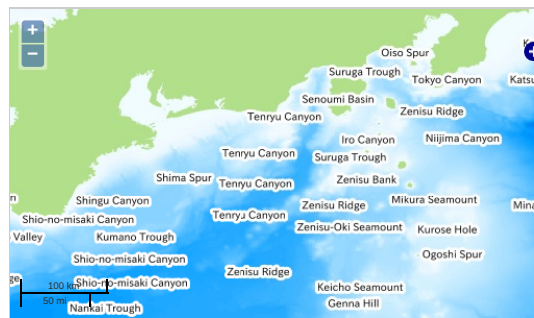 +
−
Oiso Spur
Suruga Trough
Tenryu Canyon
Tokyo Canyon
Senoumi Basin
Zenisu Ridge
Niijima Canyon
Iro Canyon
Tenryu Canyon
Suruga Trough
Shima Spur
Tenryu Canyon
Zenisu Bank
Shingu Canyon
Mikura Seamount
Zenisu Ridge
Shio-no-misaki Canyon
Tenryu Canyon
Zenisu-Oki Seamount
Kurose Hole
Valley
Kumano Trough
Ogoshi Spur
Shio-no-misaki Canyon
Zenisu Ridge
Shio-no-misaki Canyon
Keicho Seamount
100 km
50 mi
Genna Hill
Nankai Trough